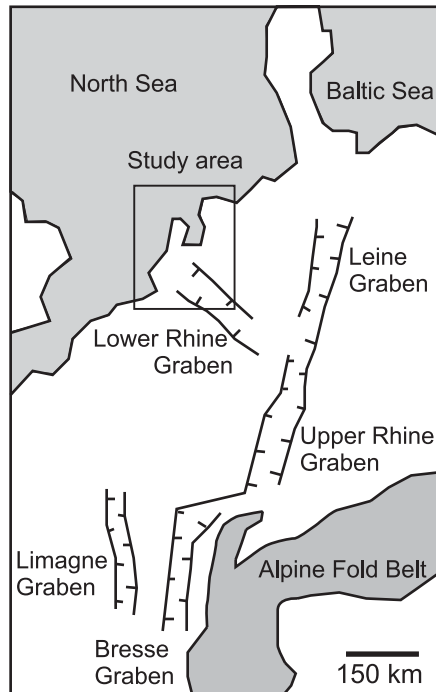 North Sea
Baltic Sea
Study area
Leine
Graben
Lower Rhine
Graben
Upper Rhine
Graben
Limagne
Graben
Alpine Fold Belt
Bresse
Graben
150 km